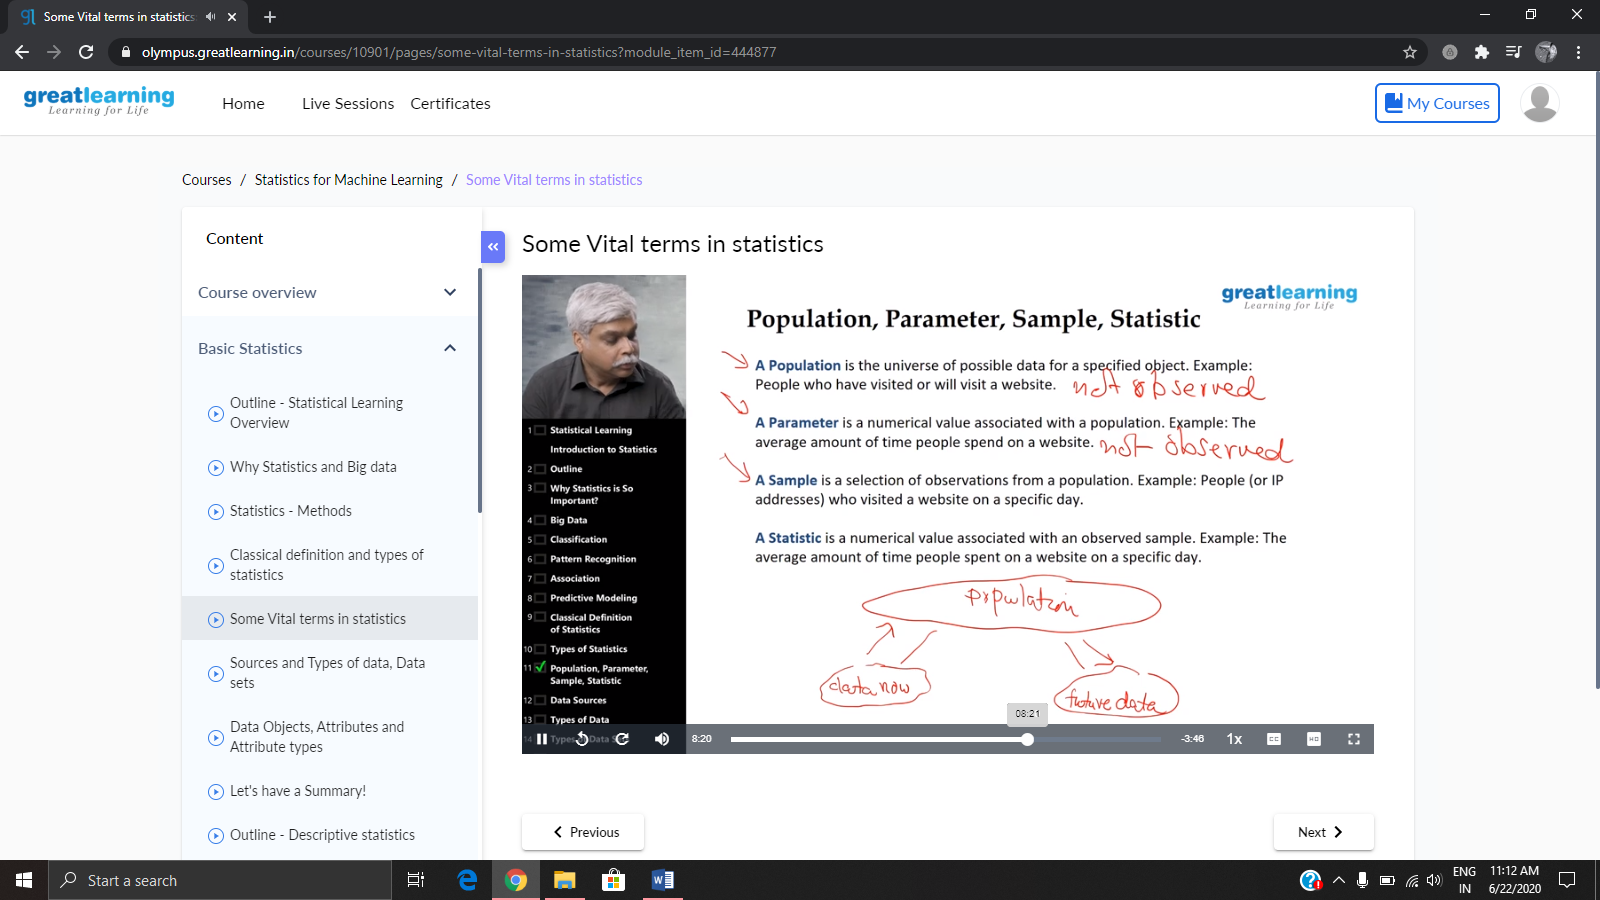 Some Vital terms in statistics
olympus.greatlearning.in/courses/10901/pages/some-vital-terms-in-statistics?module_item_id=444877
greatlearning
Learning for Life
Home Live Sessions Certificates
My Courses
Courses / Statistics for Machine Learning / Some Vital terms in statistics
Content
Course overview
Basic Statistics
Outline - Statistical Learning
Overview
Why Statistics and Big data
Statistics - Methods
Classical definition and types of
statistics
Some Vital terms in statistics
Sources and Types of data, Data
sets
Data Objects, Attributes and
Attribute types
Let's have a Summary!
Outline - Descriptive statistics
Some Vital terms in statistics
1 Statistical Learning
Introduction to Statistics
2 Outline
3 Why Statistics is So
Important?
4 Big Data
5 Classification
6 Pattern Recognition
7 Association
8 Predictive Modeling
9 Classical Definition
of Statistics
10 Types of Statistics
11 Population, Parameter,
Sample, Statistic
12 Data Sources
13 Types of Data
greatlearning
Learning for Life
Population, Parameter, Sample, Statistic
A Population is the universe of possible data for a specified object. Example:
People who have visited or will visit a website. not observed
A Parameter is a numerical value associated with a population. Example: The
average amount of time people spend on a website. not observed
A Sample is a selection of observations from a population. Example: People (or IP
addresses) who visited a website on a specific day.
A Statistic is a numerical value associated with an observed sample. Example: The
average amount of time people spent on a website on a specific day.
population
data now
future data
08:21
8:20 -3:46 1x CC HD
Previous
Next
Start a search
ENG
IN
11:12 AM
6/22/2020